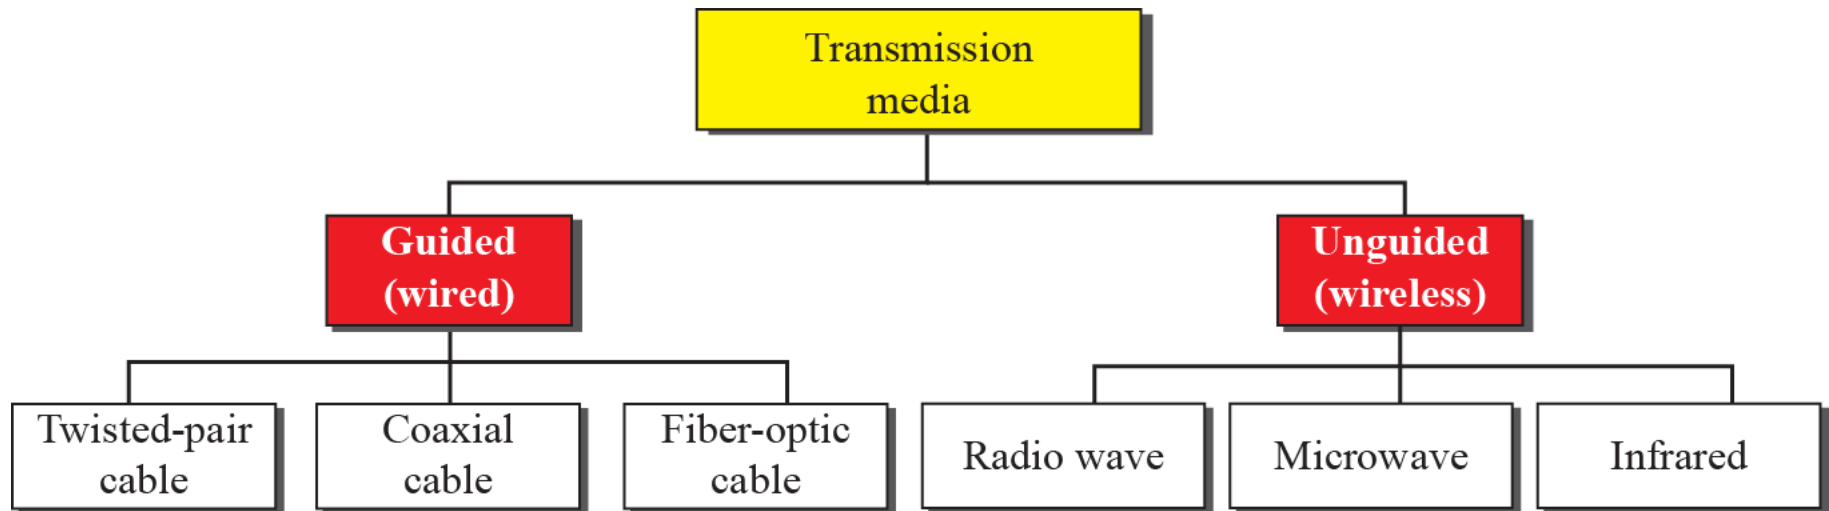 Transmission
media
Guided
(wired)
Unguided
(wireless)
Twisted-pair
cable
Coaxial
cable
Fiber-optic
cable
Radio wave
Microwave
Infrared